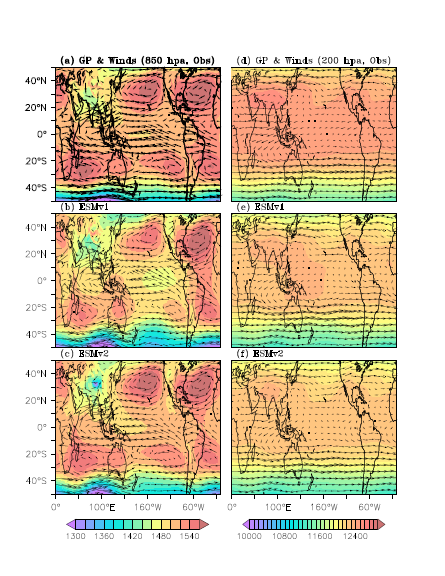 (a) GP & Winds (850 hpa, Obs) (d) GP & Winds (200 hpa, Obs)
40°N
20°N
0°
20°S
40°S
(b) ESMv1 (e) ESMv1
40°N
20°N
0°
20°S
40°S
(c) ESMv2 (f) ESMv2
40°N
20°N
0°
20°S
40°S
0° 100°E 160°W 60°W 0° 100°E 160°W 60°W
1300 1360 1420 1480 1540 10000 10800 11600 12400